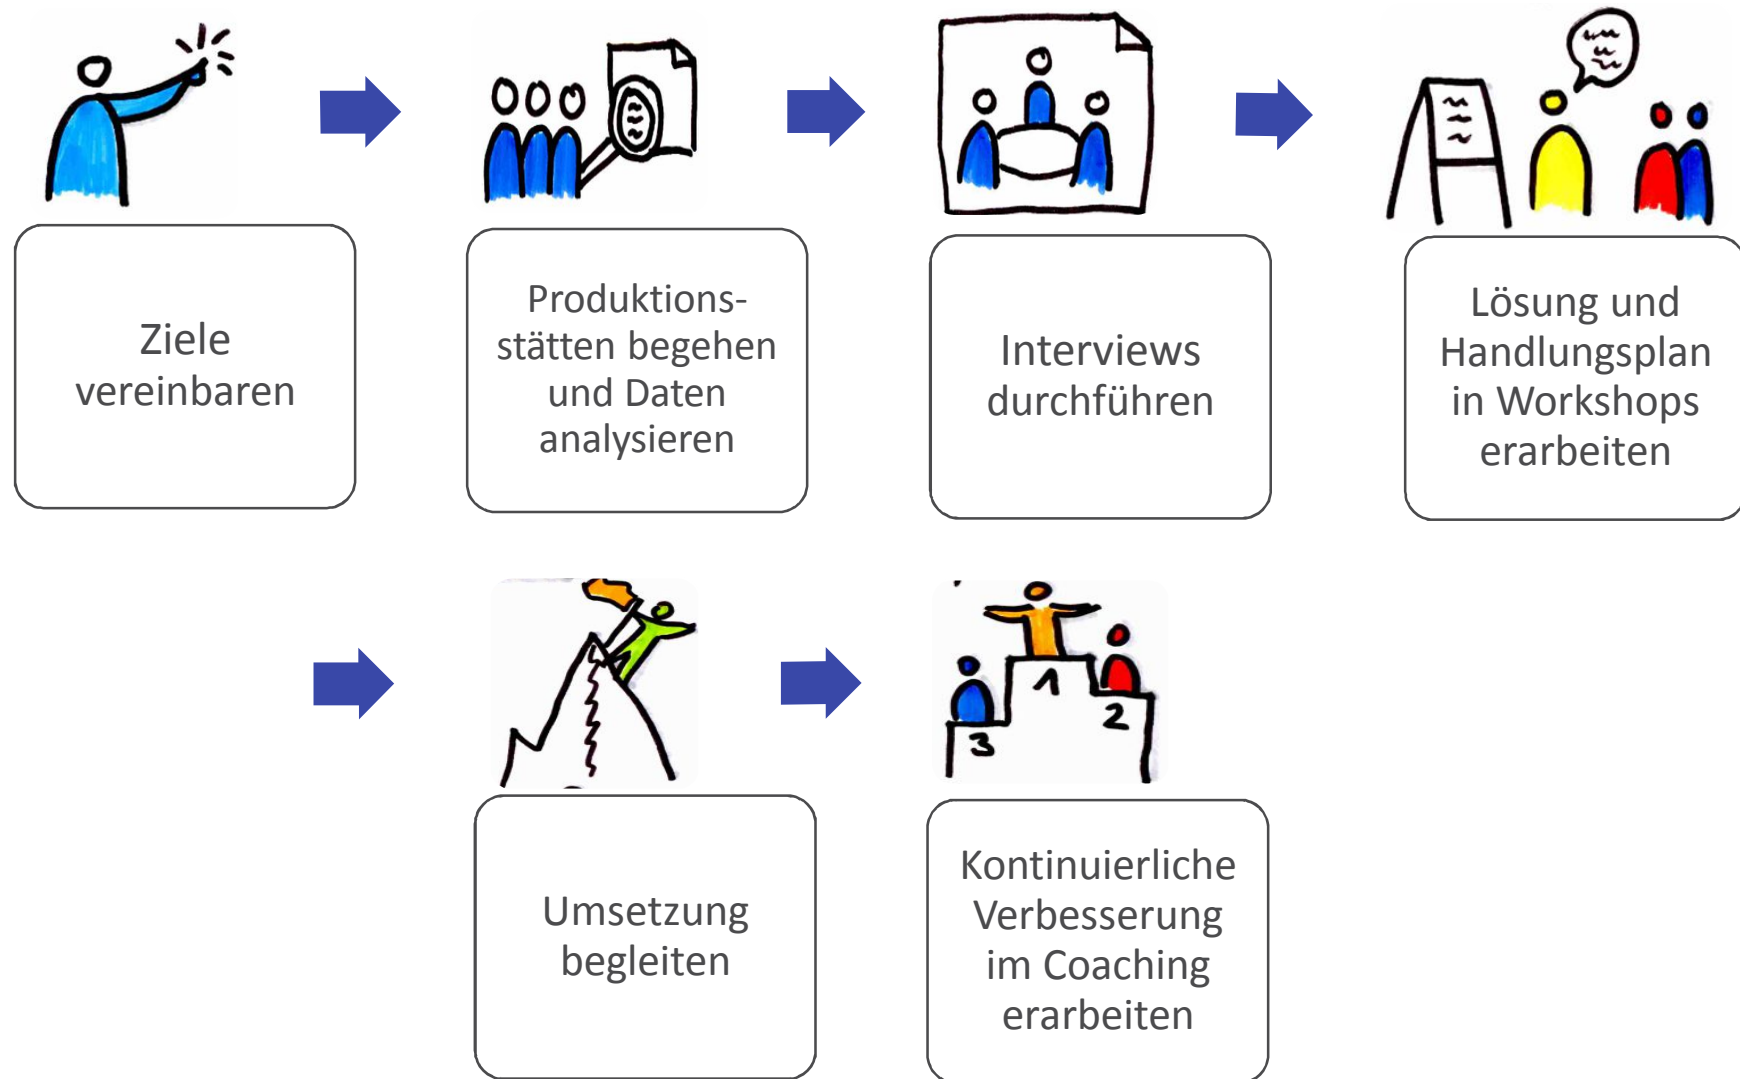 Ziele
vereinbaren
Produktions-
stätten begehen
und Daten
analysieren
Interviews
durchführen
Lösung und
Handlungsplan
in Workshops
erarbeiten
1
2
3
Umsetzung
begleiten
Kontinuierliche
Verbesserung
im Coaching
erarbeiten